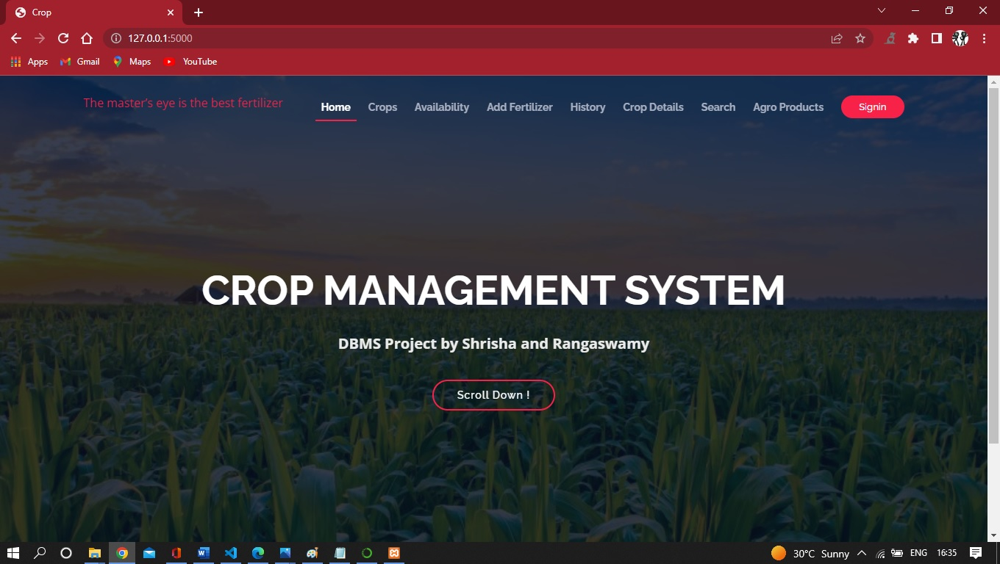 Crop
127.0.0.1:5000
Apps Gmail Maps YouTube
The master’s eye is the best fertilizer
Home Crops Availability Add Fertilizer History Crop Details Search Agro Products Signin
CROP MANAGEMENT SYSTEM
DBMS Project by Shrisha and Rangaswamy
Scroll Down !
30°C Sunny ENG 16:35